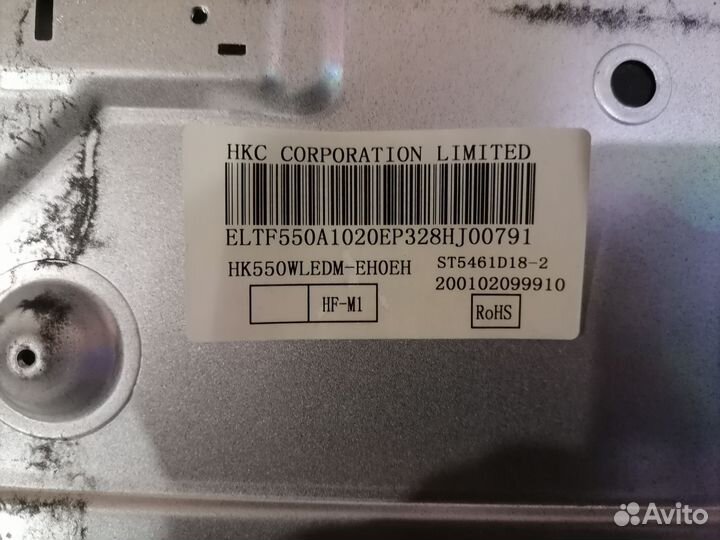 HKC CORPORATION LIMITED
ELTF550A1020EP328HJ00791
HK550WLEDM-EH0EH
ST5461D18-2
200102099910
HF-M1
RoHS
Avito